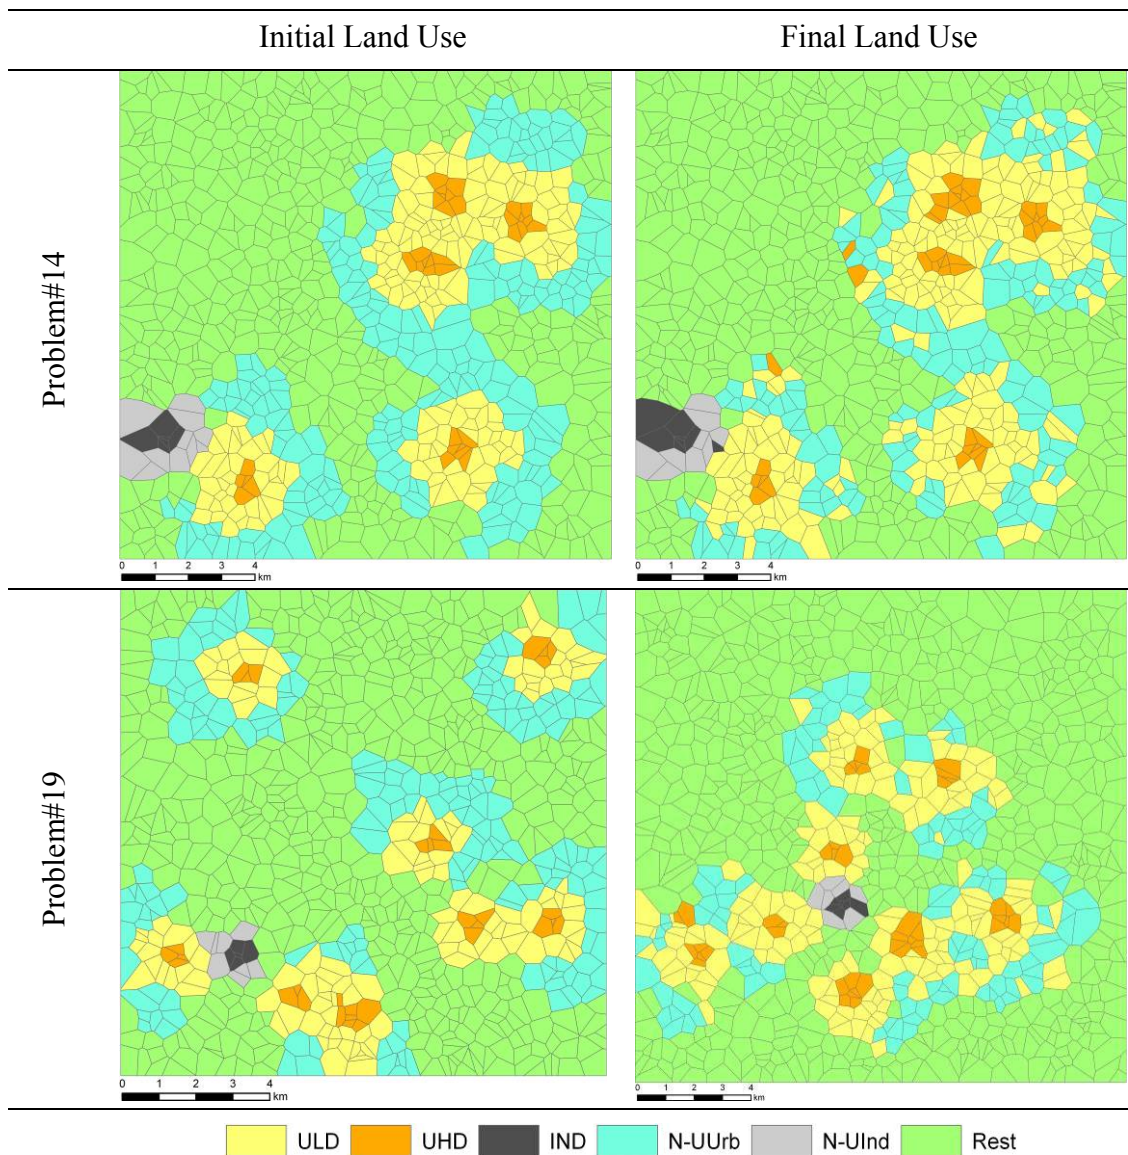 Initial Land Use Final Land Use
Problem#14
0 1 2 3 4 km
0 1 2 3 4 km
Problem#19
0 1 2 3 4 km
0 1 2 3 4 km
ULD UHD IND N-UUrb N-UInd Rest